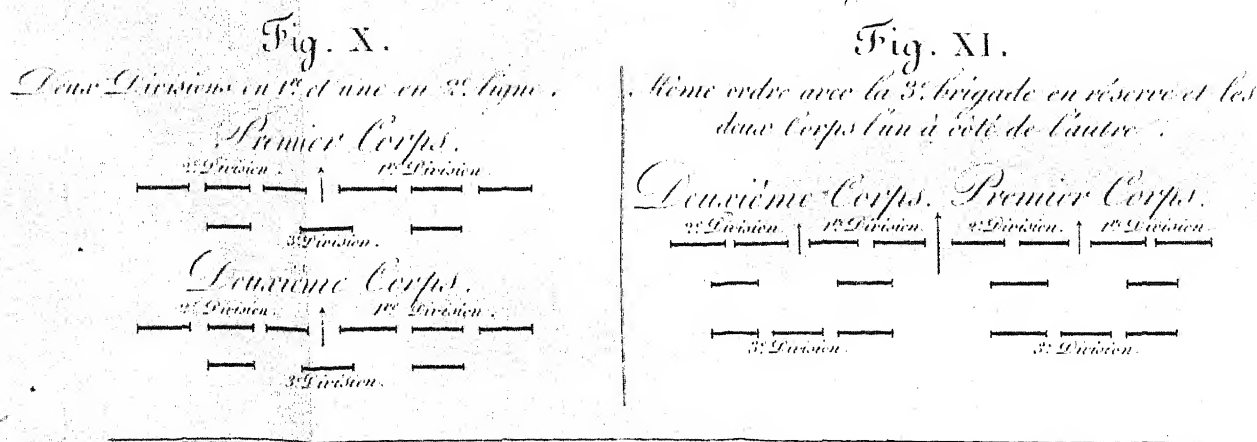 Fig. X.
Deux Divisions en 1re et une en 2e ligne.
Premier Corps.
2e Division. 1re Division.
3e Division.
Deuxième Corps.
2e Division. 1re Division.
3e Division.
Fig. XI.
Même ordre avec la 3e brigade en réserve et les
deux Corps l'un à côté de l'autre.
Deuxième Corps. Premier Corps.
2e Division. 1re Division. 2e Division. 1re Division.
3e Division. 3e Division.